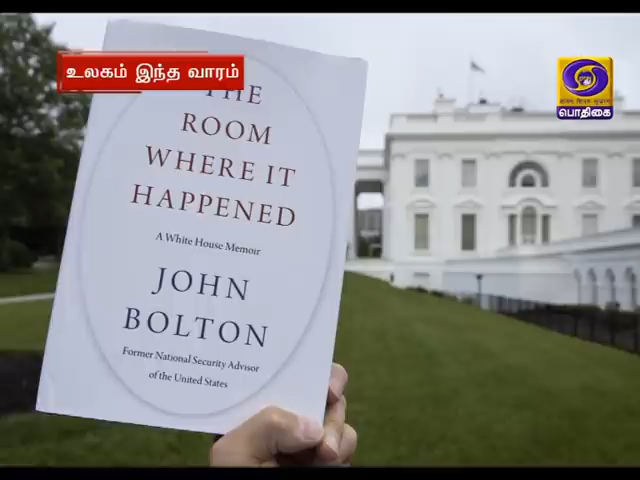 உலகம் இந்த வாரம்
THE
ROOM
WHERE IT
HAPPENED
A White House Memoir
JOHN
BOLTON
Former National Security Advisor
of the United States
பொதிகை